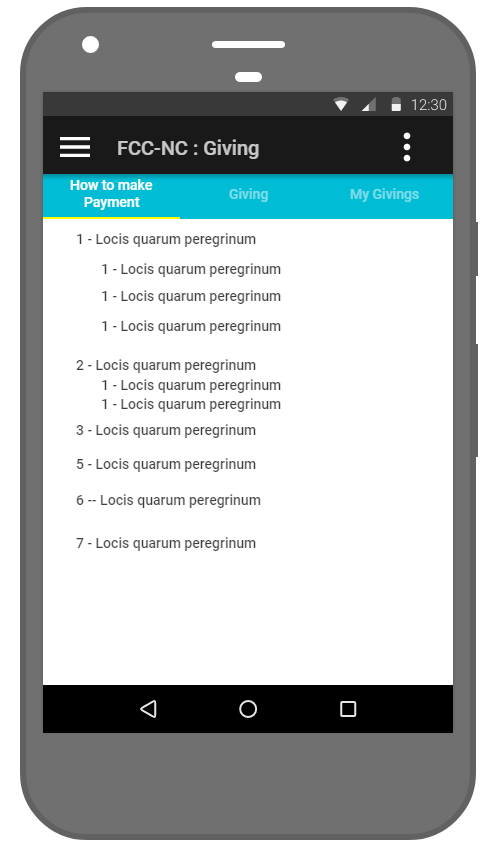 12:30
FCC-NC : Giving
How to make
Payment
Giving
My Givings
1 - Locis quarum peregrinum
1 - Locis quarum peregrinum
1 - Locis quarum peregrinum
1 - Locis quarum peregrinum
2 - Locis quarum peregrinum
1 - Locis quarum peregrinum
1 - Locis quarum peregrinum
3 - Locis quarum peregrinum
5 - Locis quarum peregrinum
6 -- Locis quarum peregrinum
7 - Locis quarum peregrinum